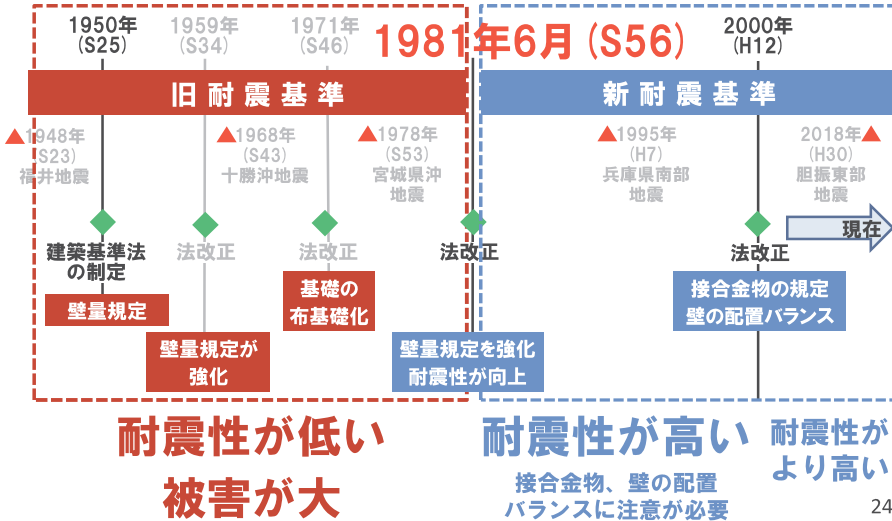 1950年
(S25)
1959年
(S34)
1971年
(S46)
1981年6月(S56)
2000年
(H12)
旧耐震基準
新耐震基準
1948年
(S23)
福井地震
1968年
(S43)
十勝沖地震
1978年
(S53)
宮城県沖
地震
1995年
(H7)
兵庫県南部
地震
2018年
(H30)
胆振東部
地震
現在
建築基準法
の制定
法改正
法改正
法改正
法改正
壁量規定
壁量規定が
強化
基礎の
布基礎化
壁量規定を強化
耐震性が向上
接合金物の規定
壁の配置バランス
耐震性が低い
被害が大
耐震性が高い
接合金物、壁の配置
バランスに注意が必要
耐震性が
より高い
24